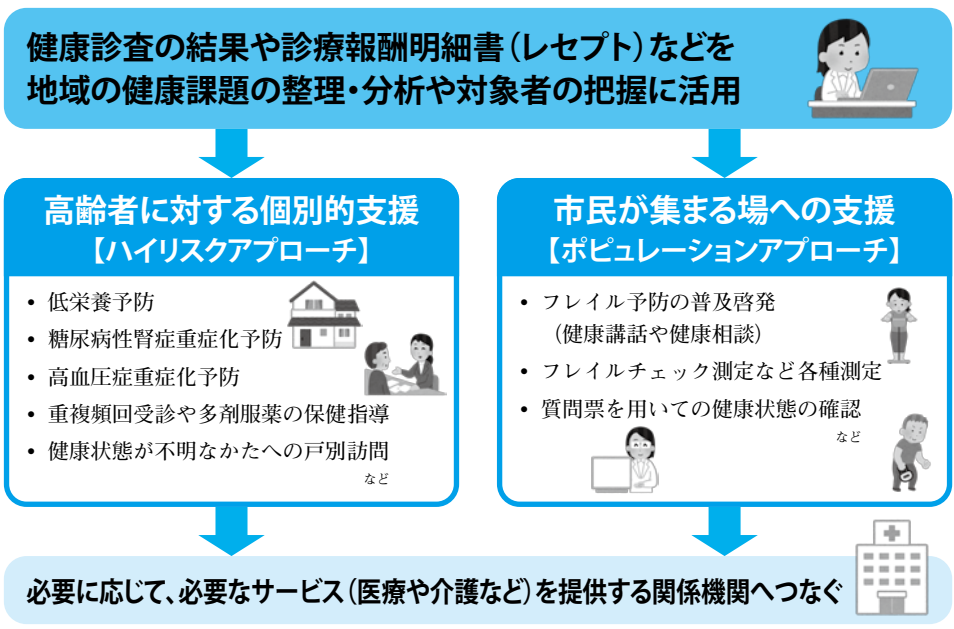 健康診査の結果や診療報酬明細書（レセプト）などを
地域の健康課題の整理・分析や対象者の把握に活用
高齢者に対する個別的支援
【ハイリスクアプローチ】
• 低栄養予防
• 糖尿病性腎症重症化予防
• 高血圧症重症化予防
• 重複頻回受診や多剤服薬の保健指導
• 健康状態が不明なかたへの戸別訪問
など
市民が集まる場への支援
【ポピュレーションアプローチ】
• フレイル予防の普及啓発
（健康講話や健康相談）
• フレイルチェック測定など各種測定
• 質問票を用いての健康状態の確認
など
必要に応じて、必要なサービス（医療や介護など）を提供する関係機関へつなぐ